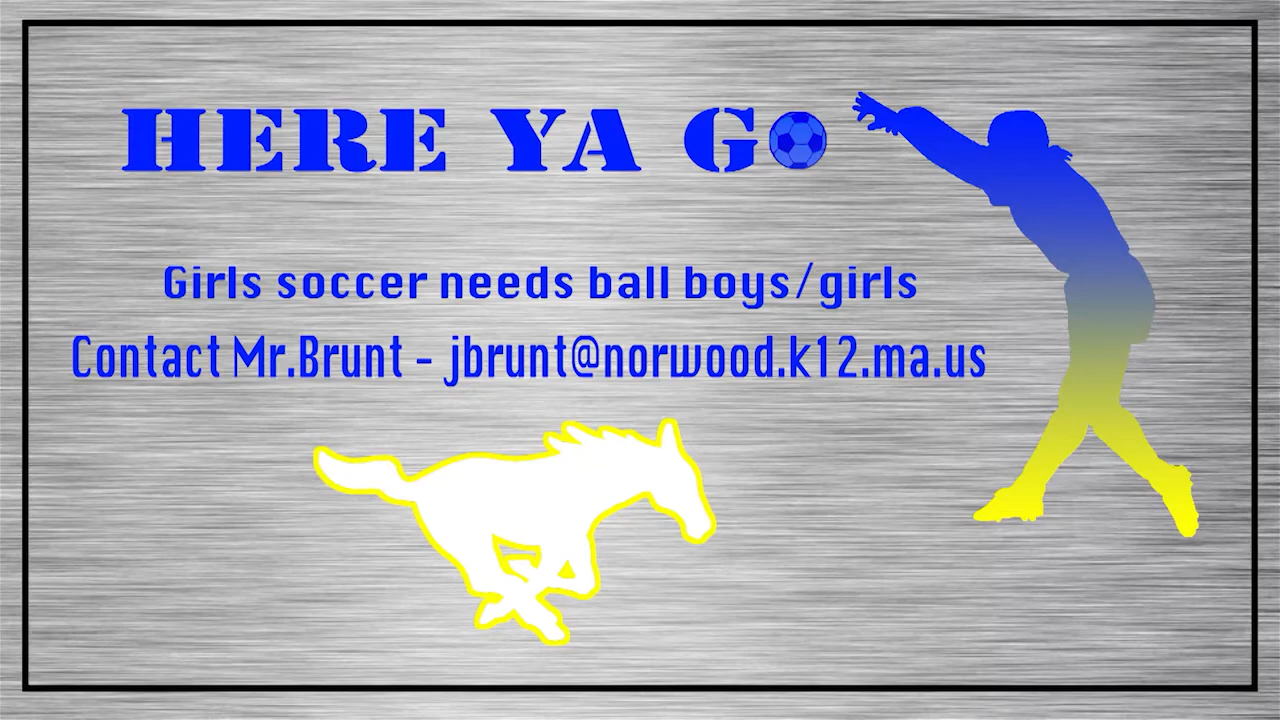 HERE YA GO
Girls soccer needs ball boys/girls
Contact Mr.Brunt - jbrunt@norwood.k12.ma.us